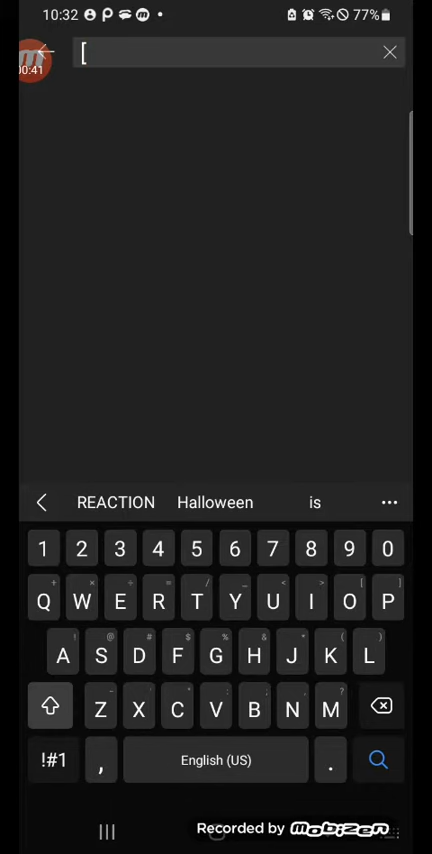 10:32 77%
[
00:41
REACTION Halloween is
1 2 3 4 5 6 7 8 9 0
+ × ÷ = / _ < > [ ]
Q W E R T Y U I O P
! @ # $ % & * ( )
A S D F G H J K L
- ' " : ; , ?
Z X C V B N M
!#1 , English (US) .
Recorded by mobizen